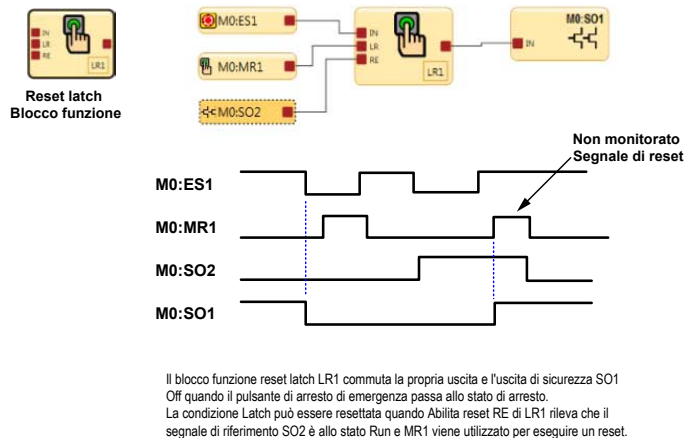 IN
LR
RE
LR1
Reset latch
Blocco funzione
M0:ES1
M0:MR1
M0:SO2
IN
LR
RE
LR1
M0:SO1
IN
Non monitorato
Segnale di reset
M0:ES1
M0:MR1
M0:SO2
M0:SO1
Il blocco funzione reset latch LR1 commuta la propria uscita e l'uscita di sicurezza SO1
Off quando il pulsante di arresto di emergenza passa allo stato di arresto.
La condizione Latch può essere resettata quando Abilita reset RE di LR1 rileva che il
segnale di riferimento SO2 è allo stato Run e MR1 viene utilizzato per eseguire un reset.